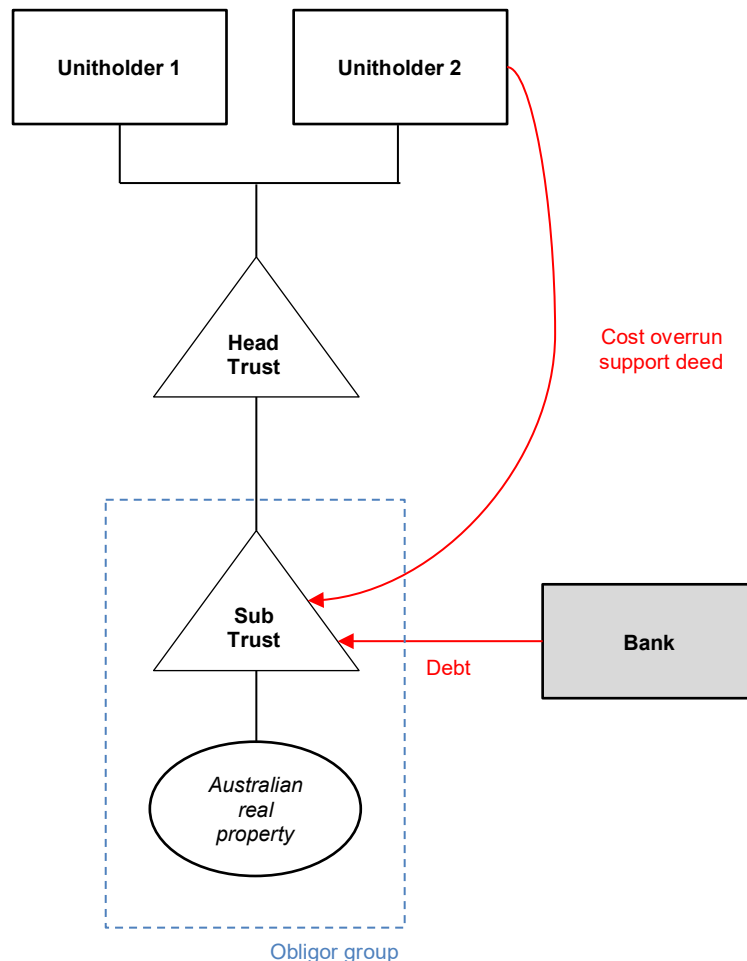 Unitholder 1
Unitholder 2
Head
Trust
Cost overrun
support deed
Sub
Trust
Bank
Debt
Australian
real
property
Obligor group